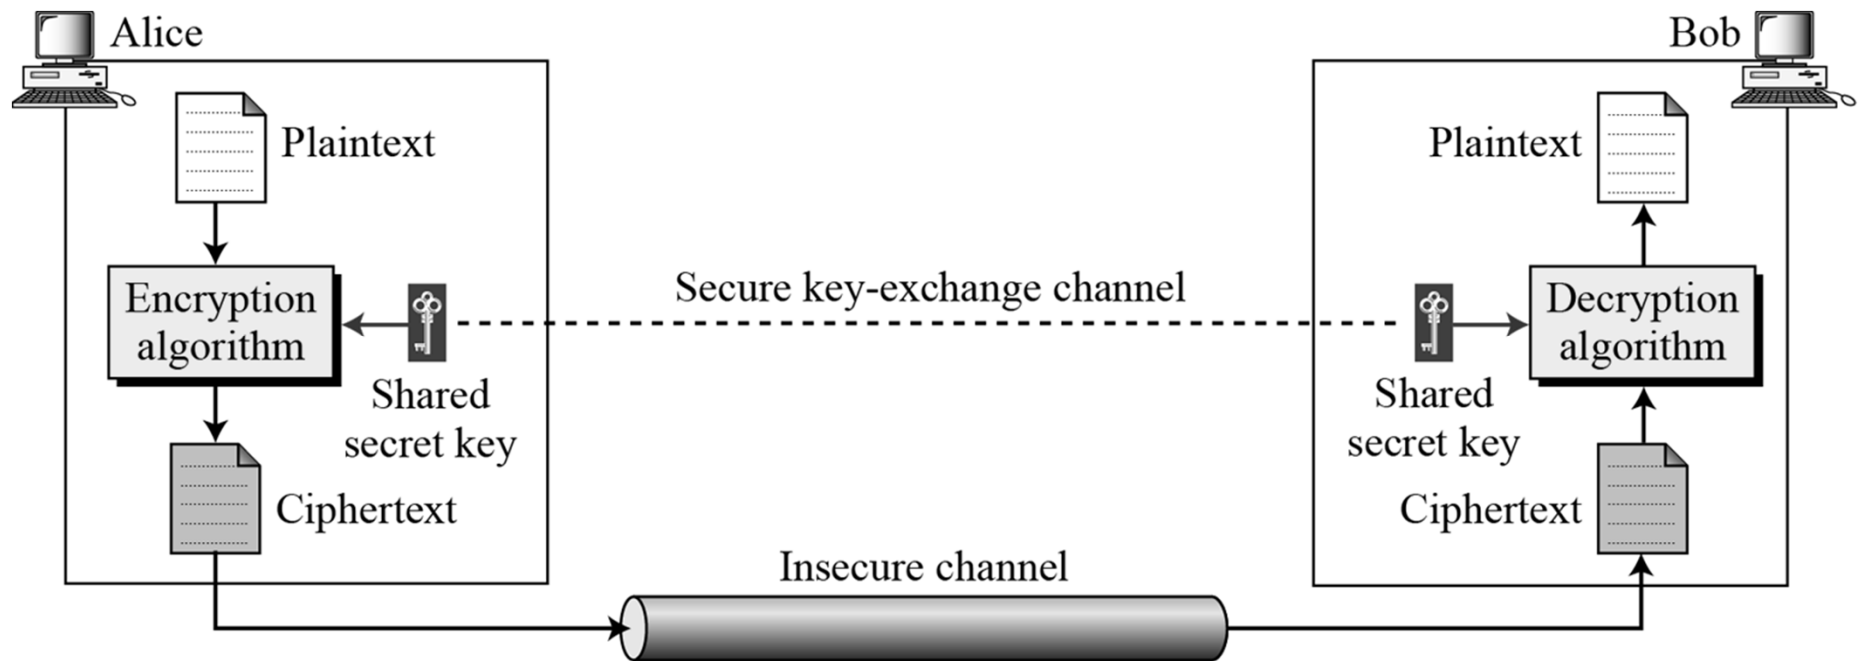 Alice
Bob
Plaintext
Plaintext
Encryption
algorithm
Secure key-exchange channel
Decryption
algorithm
Shared
secret key
Shared
secret key
Ciphertext
Ciphertext
Insecure channel